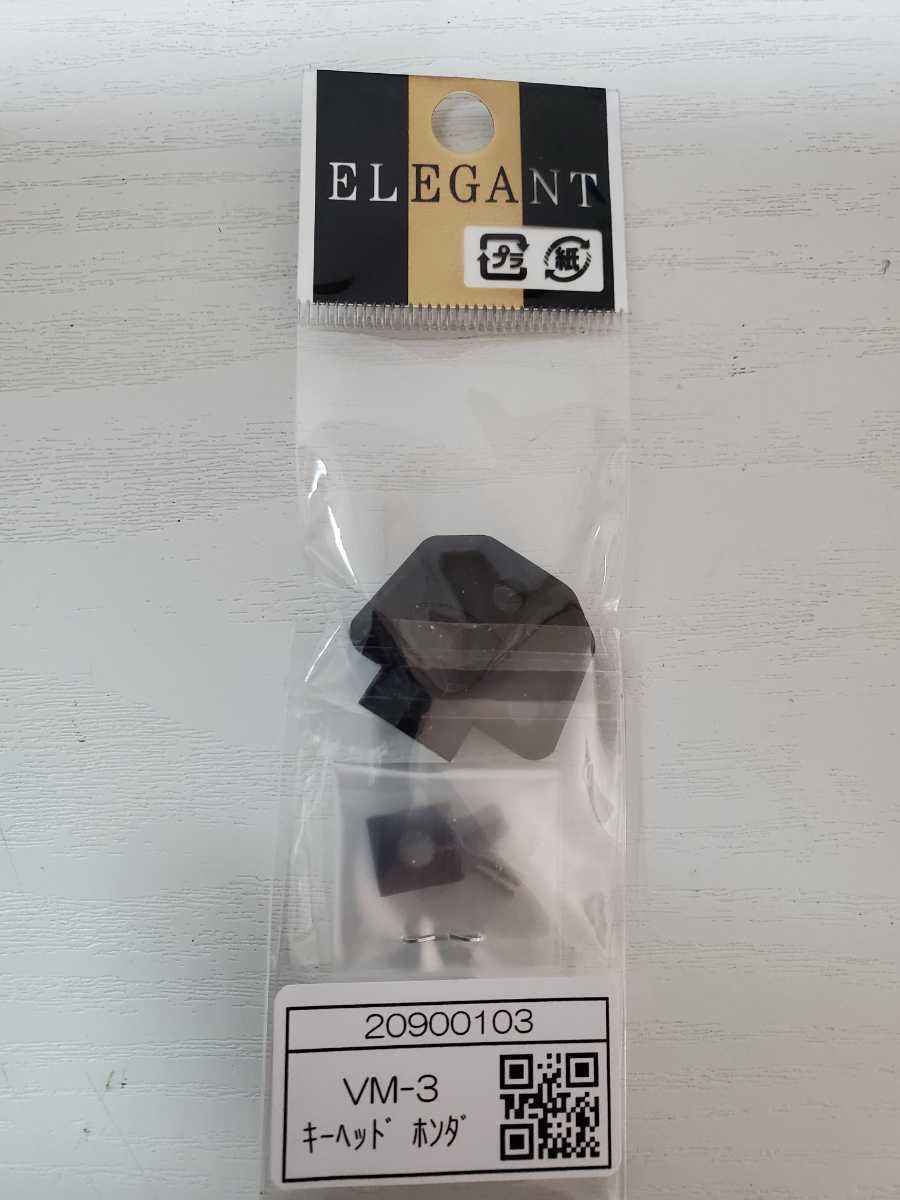 ELEGANT
プラ 紙
20900103
VM-3
ｷｰﾍｯﾄﾞ ﾎﾝﾀﾞ